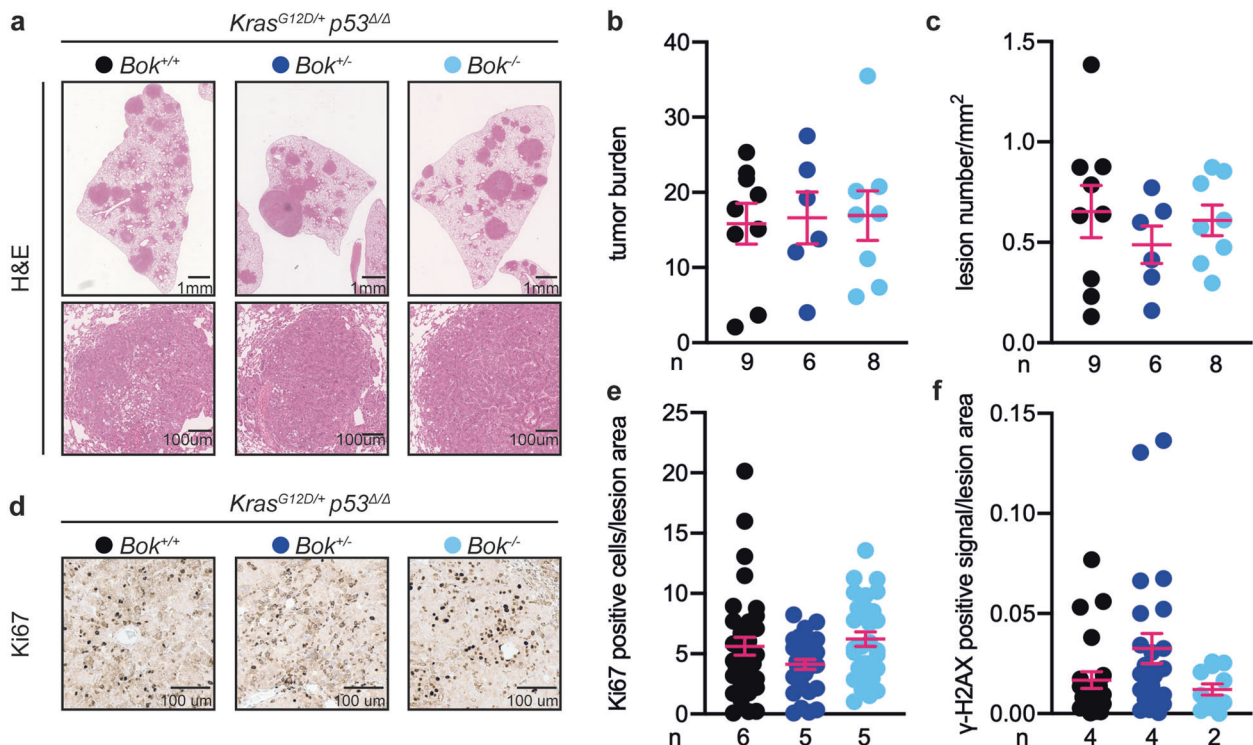 a
Kras^G12D/+ p53^Δ/Δ
Bok^+/+ Bok^+/- Bok^-/-
H&E
1mm 1mm 1mm
100um 100um 100um
b
tumor burden
40
30
20
10
0
n 9 6 8
c
lesion number/mm²
1.5
1.0
0.5
0.0
n 9 6 8
d
Kras^G12D/+ p53^Δ/Δ
Bok^+/+ Bok^+/- Bok^-/-
Ki67
100 um 100 um 100 um
e
Ki67 positive cells/lesion area
25
20
15
10
5
0
n 6 5 5
f
γ-H2AX positive signal/lesion area
0.15
0.10
0.05
0.00
n 4 4 2